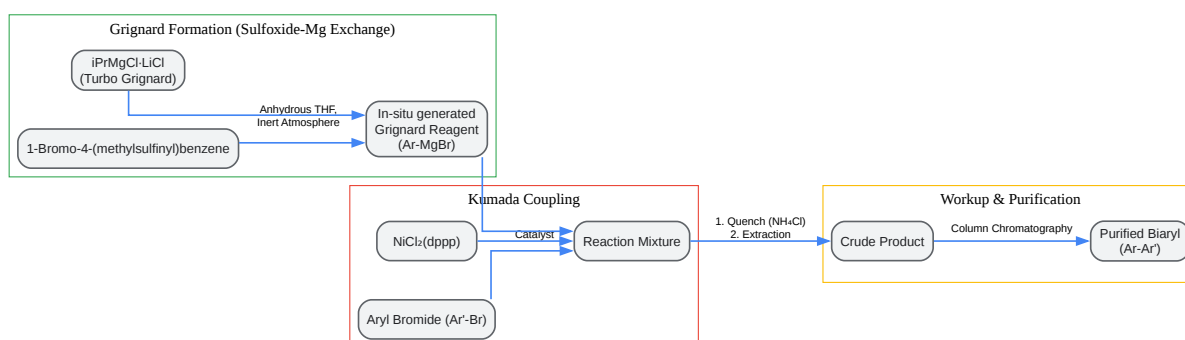 Grignard Formation (Sulfoxide-Mg Exchange)
iPrMgCl·LiCl
(Turbo Grignard)
Anhydrous THF,
Inert Atmosphere
1-Bromo-4-(methylsulfinyl)benzene
In-situ generated
Grignard Reagent
(Ar-MgBr)
Kumada Coupling
NiCl₂(dppp)
Catalyst
Reaction Mixture
Aryl Bromide (Ar'-Br)
1. Quench (NH₄Cl)
2. Extraction
Workup & Purification
Crude Product
Column Chromatography
Purified Biaryl
(Ar-Ar')